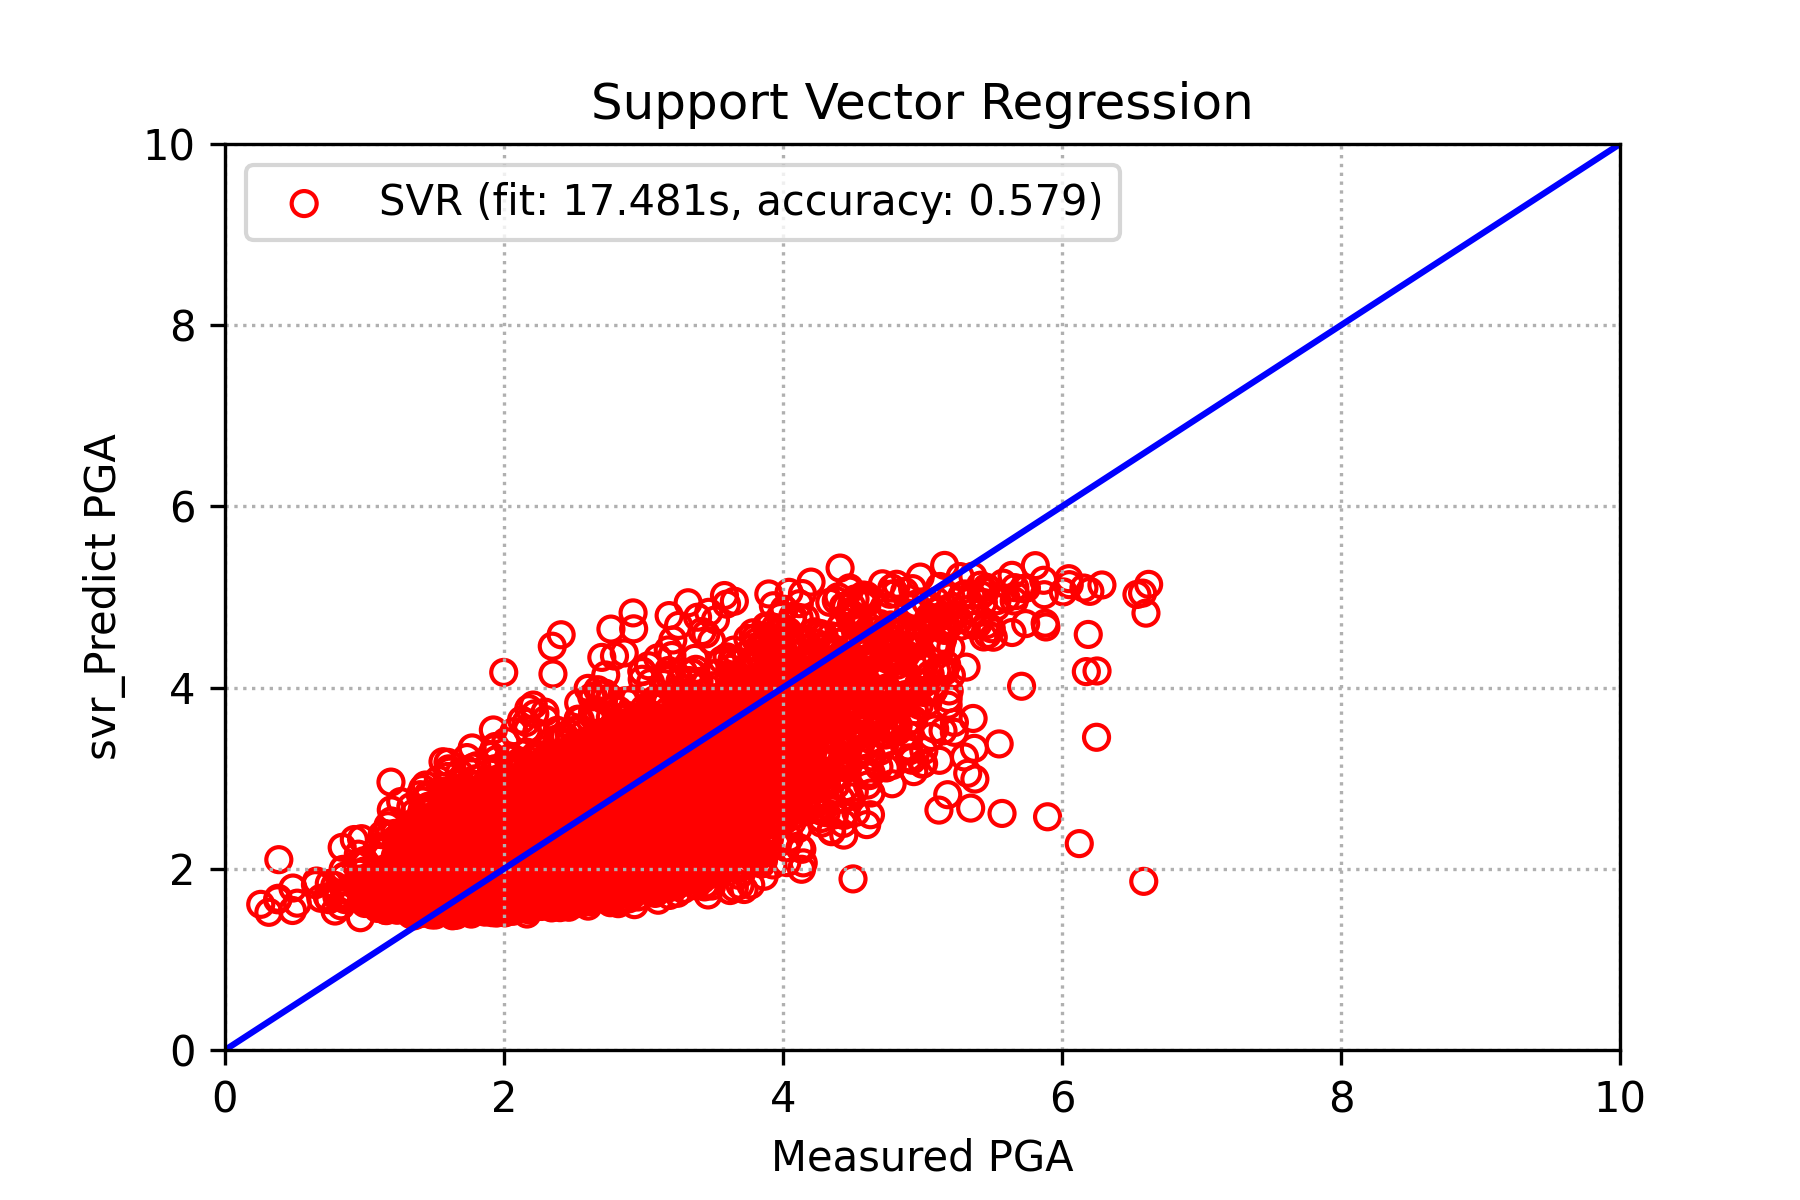 Support Vector Regression
SVR (fit: 17.481s, accuracy: 0.579)
10
8
6
4
2
0
svr_Predict PGA
0 2 4 6 8 10
Measured PGA